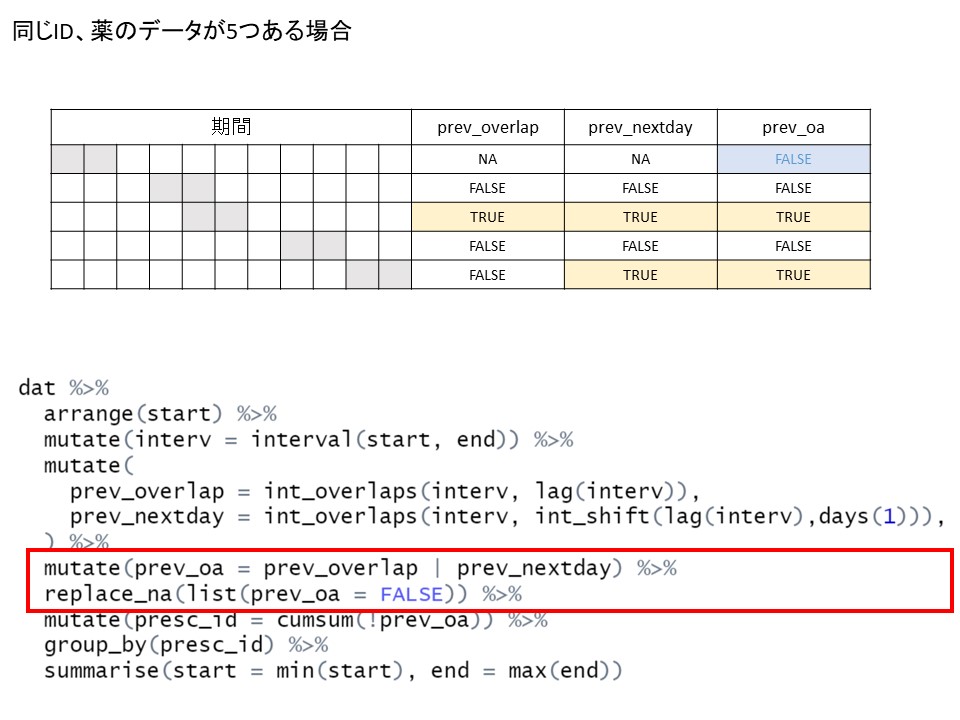 同じID、薬のデータが5つある場合
期間 prev_overlap prev_nextday prev_oa
NA NA FALSE
FALSE FALSE FALSE
TRUE TRUE TRUE
FALSE FALSE FALSE
FALSE TRUE TRUE
dat %>%
  arrange(start) %>%
  mutate(interv = interval(start, end)) %>%
  mutate(
    prev_overlap = int_overlaps(interv, lag(interv)),
    prev_nextday = int_overlaps(interv, int_shift(lag(interv),days(1))),
  ) %>%
  mutate(prev_oa = prev_overlap | prev_nextday) %>%
  replace_na(list(prev_oa = FALSE)) %>%
  mutate(presc_id = cumsum(!prev_oa)) %>%
  group_by(presc_id) %>%
  summarise(start = min(start), end = max(end))